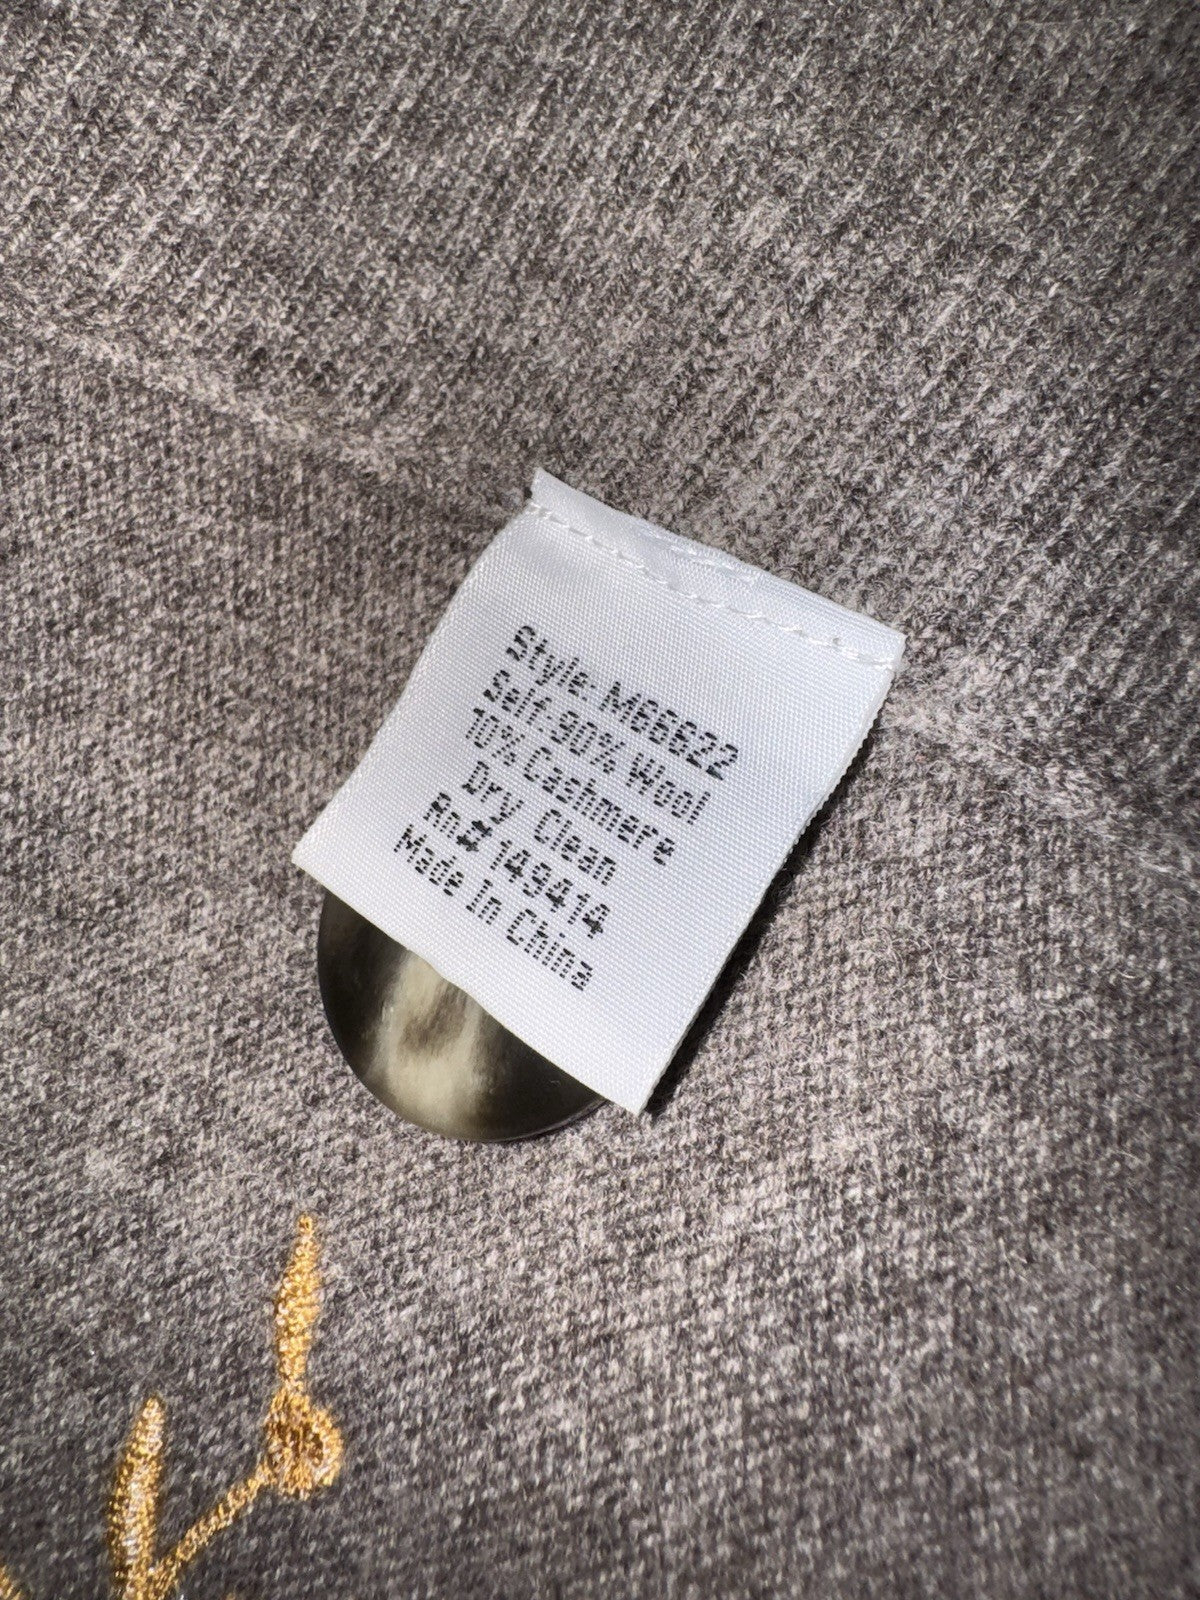 Style: M66622
Self: 90% Wool
10% Cashmere
Dry Clean
Rn# 149414
Made In China